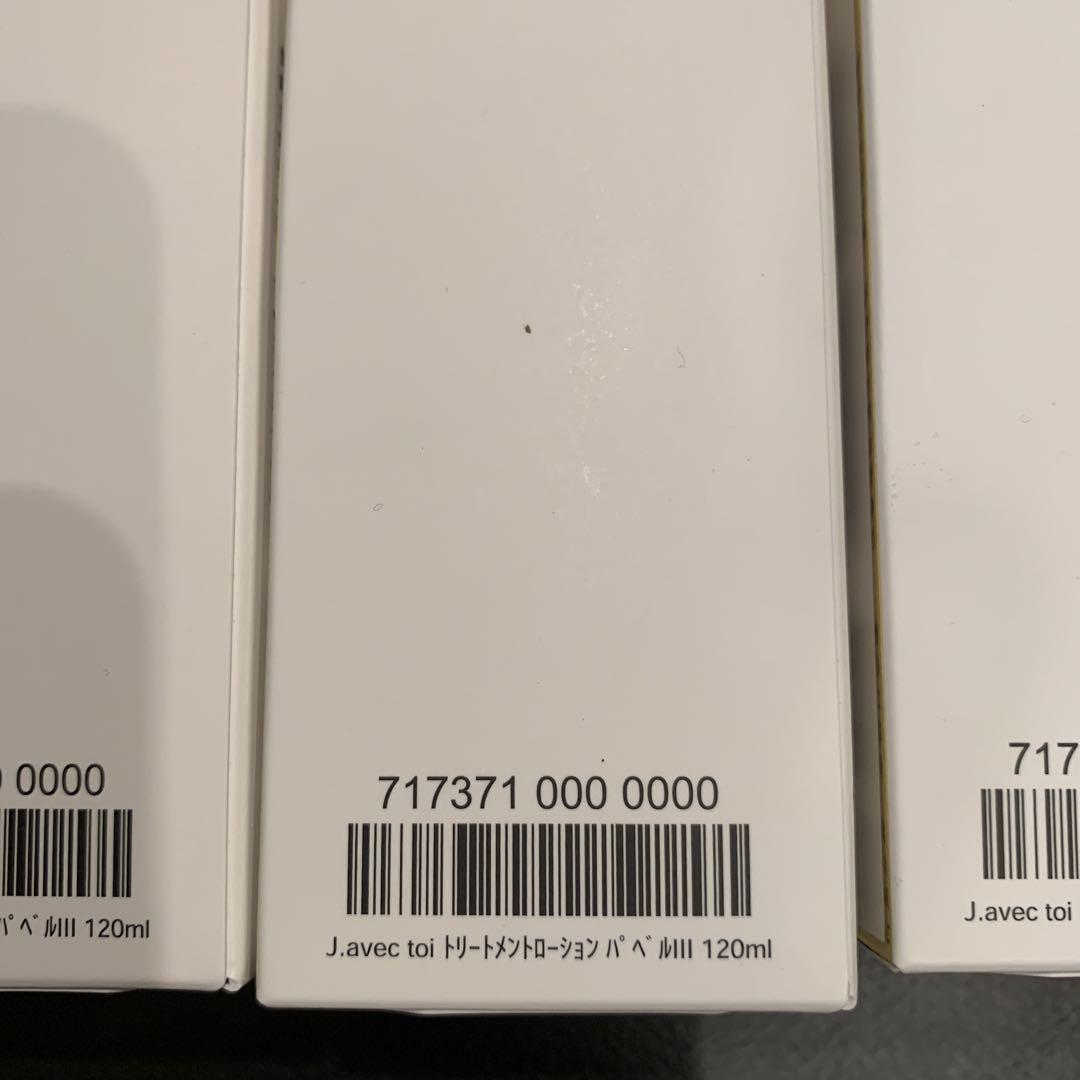 0000
ﾊﾟﾍﾞﾙIII 120ml
717371 000 0000
J.avec toi ﾄﾘｰﾄﾒﾝﾄﾛｰｼｮﾝ ﾊﾟﾍﾞﾙIII 120ml
717
J.avec toi